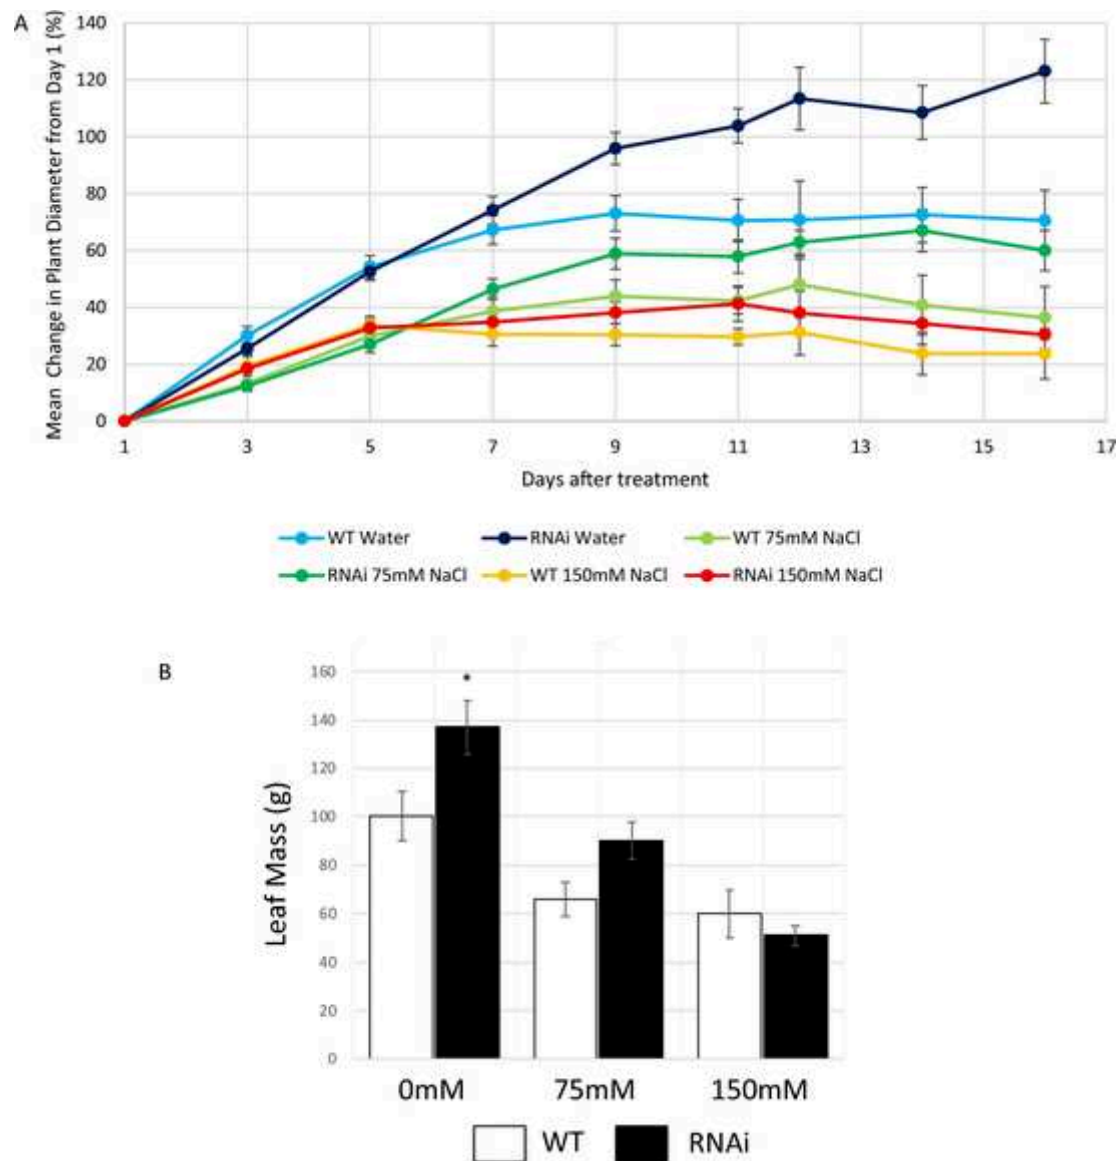 A
Mean Change in Plant Diameter from Day 1 (%)
140
120
100
80
60
40
20
0
1 3 5 7 9 11 13 15 17
Days after treatment
WT Water RNAi Water WT 75mM NaCl
RNAi 75mM NaCl WT 150mM NaCl RNAi 150mM NaCl
B
Leaf Mass (g)
160
140
120
100
80
60
40
20
0
0mM 75mM 150mM
WT RNAi